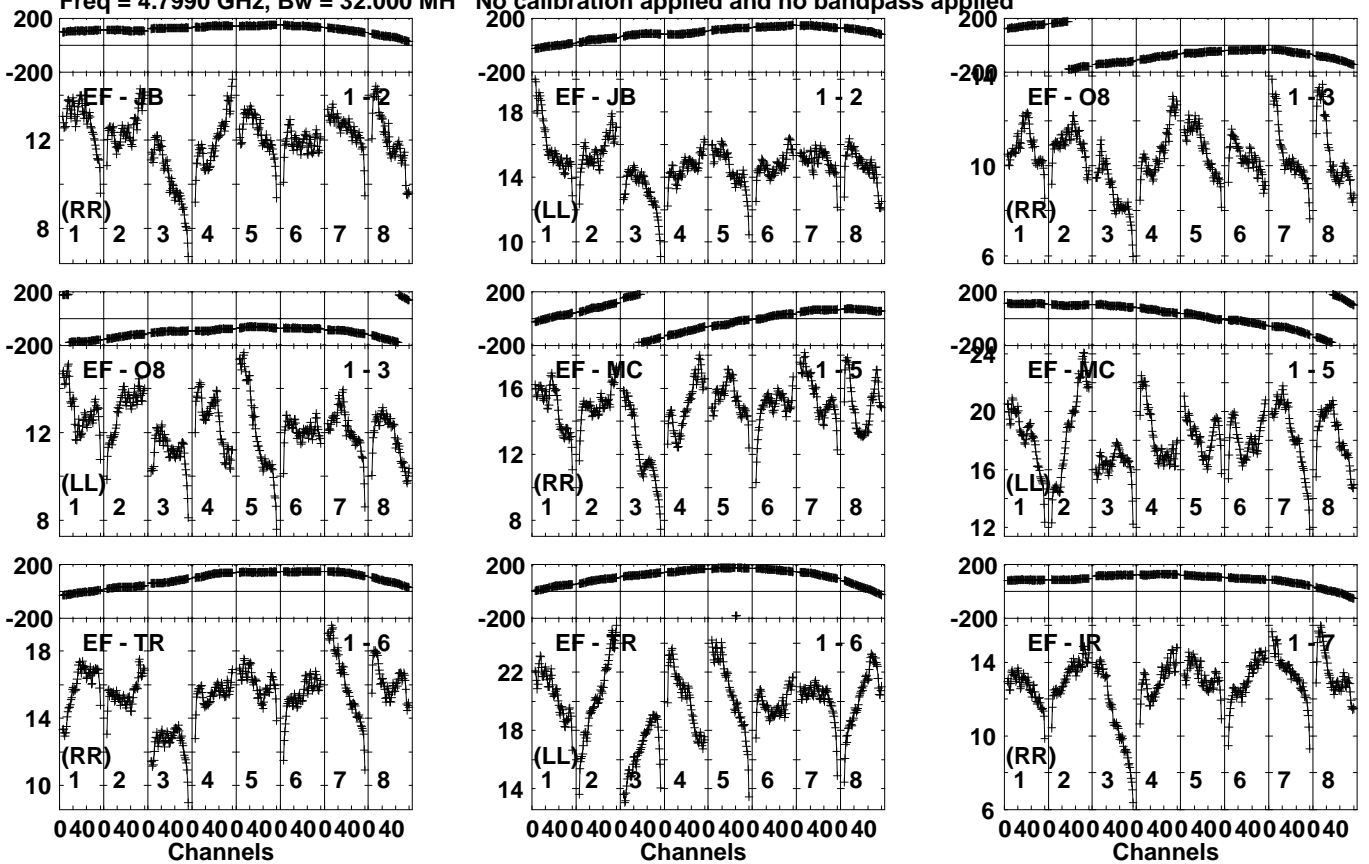 Freq = 4.7990 GHz, Bw = 32.000 MH No calibration applied and no bandpass applied
200
-200
EF - JB 1 - 2
12
8
(RR)
1 2 3 4 5 6 7 8
200
-200
EF - JB 1 - 2
18
14
10
(LL)
1 2 3 4 5 6 7 8
200
-200
14
EF - O8 1 - 3
10
6
(RR)
1 2 3 4 5 6 7 8
200
-200
EF - O8 1 - 3
12
8
(LL)
1 2 3 4 5 6 7 8
200
-200
EF - MC 1 - 5
16
12
8
(RR)
1 2 3 4 5 6 7 8
200
-200
24
EF - MC 1 - 5
20
16
12
(LL)
1 2 3 4 5 6 7 8
200
-200
EF - TR 1 - 6
18
14
10
(RR)
1 2 3 4 5 6 7 8
0 40 0 40 0 40 0 40 0 40 0 40 0 40 0 40
Channels
200
-200
EF - TR 1 - 6
22
18
14
(LL)
1 2 3 4 5 6 7 8
0 40 0 40 0 40 0 40 0 40 0 40 0 40 0 40
Channels
200
-200
EF - IR 1 - 7
14
10
6
(RR)
1 2 3 4 5 6 7 8
0 40 0 40 0 40 0 40 0 40 0 40 0 40 0 40
Channels